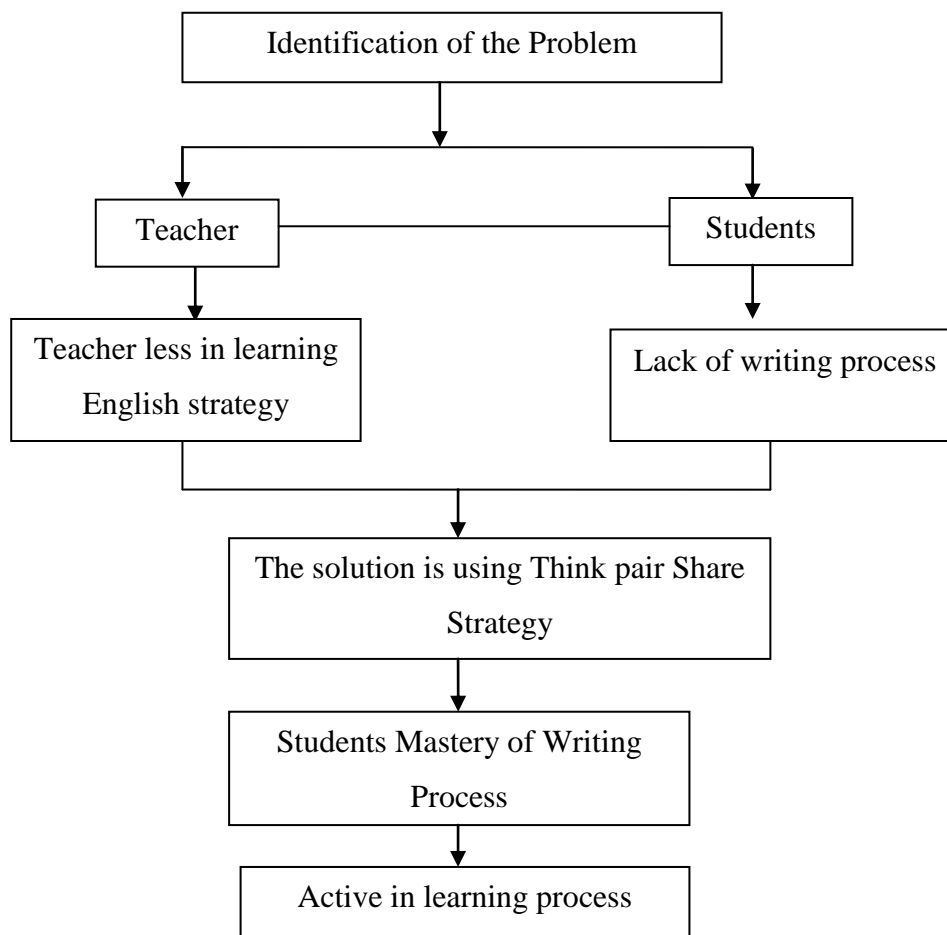 Identification of the Problem
Teacher
Students
Teacher less in learning
English strategy
Lack of writing process
The solution is using Think pair Share
Strategy
Students Mastery of Writing
Process
Active in learning process